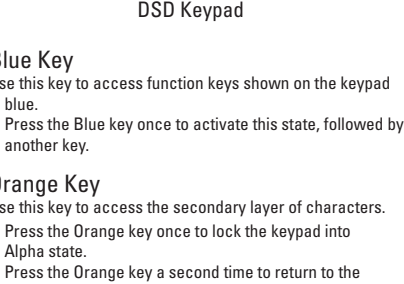 DSD Keypad
Blue Key
se this key to access function keys shown on the keypad
blue.
Press the Blue key once to activate this state, followed by
another key.
Orange Key
se this key to access the secondary layer of characters.
Press the Orange key once to lock the keypad into
Alpha state.
Press the Orange key a second time to return to the